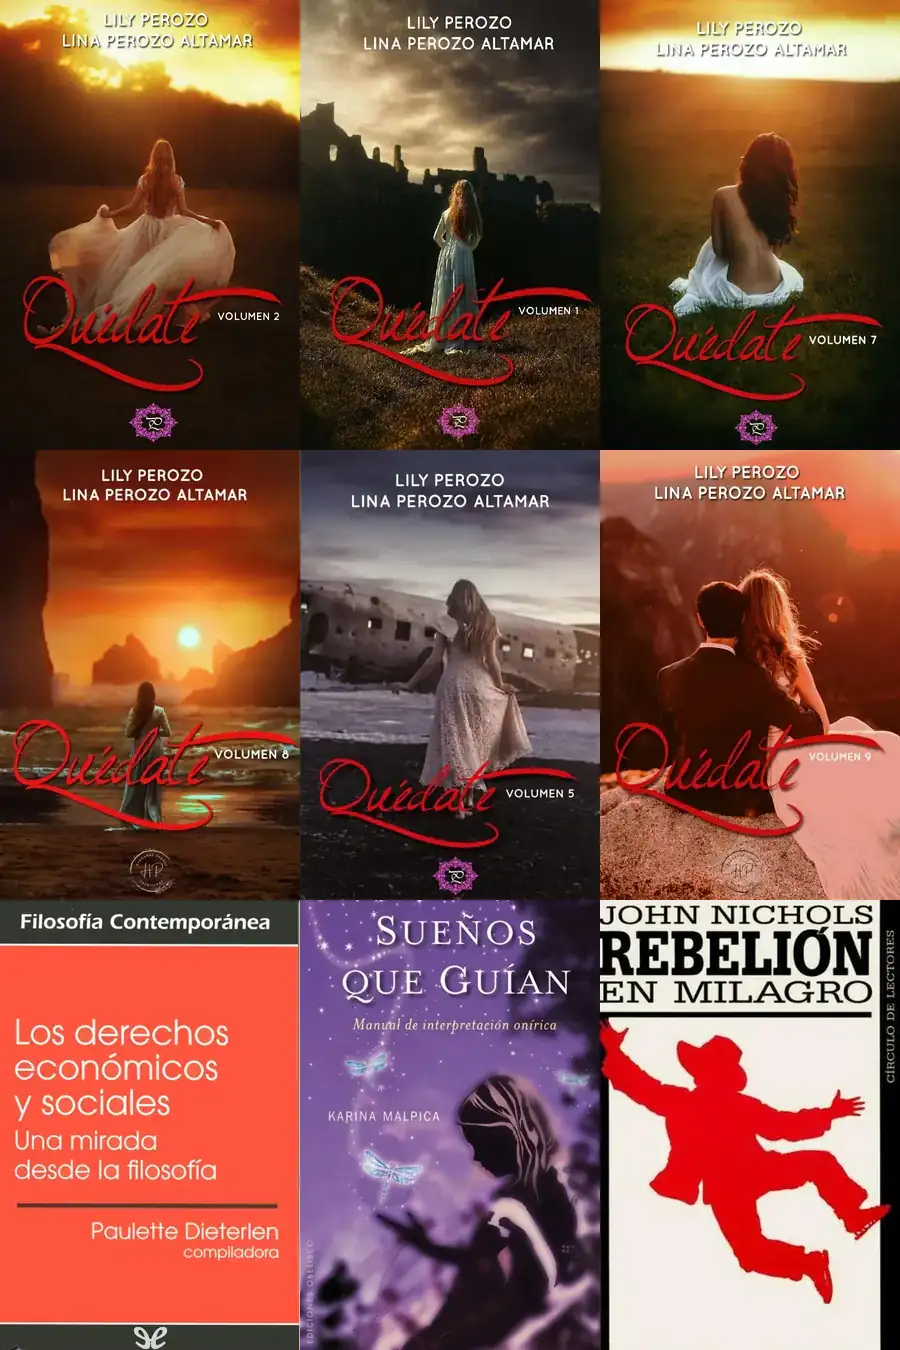 LILY PEROZO
LINA PEROZO ALTAMAR
Quédate
VOLUMEN 2
LILY PEROZO
LINA PEROZO ALTAMAR
Quédate
VOLUMEN 1
LILY PEROZO
LINA PEROZO ALTAMAR
Quédate
VOLUMEN 7
LILY PEROZO
LINA PEROZO ALTAMAR
Quédate
VOLUMEN 8
LILY PEROZO
LINA PEROZO ALTAMAR
Quédate
VOLUMEN 5
LILY PEROZO
LINA PEROZO ALTAMAR
Quédate
VOLUMEN 9
Filosofía Contemporánea
Los derechos
económicos
y sociales
Una mirada
desde la filosofía
Paulette Dieterlen
compiladora
SUEÑOS
QUE GUÍAN
Manual de interpretación onírica
KARINA MALPICA
EDICIONES OBELISCO
JOHN NICHOLS
REBELIÓN
EN MILAGRO
CÍRCULO DE LECTORES